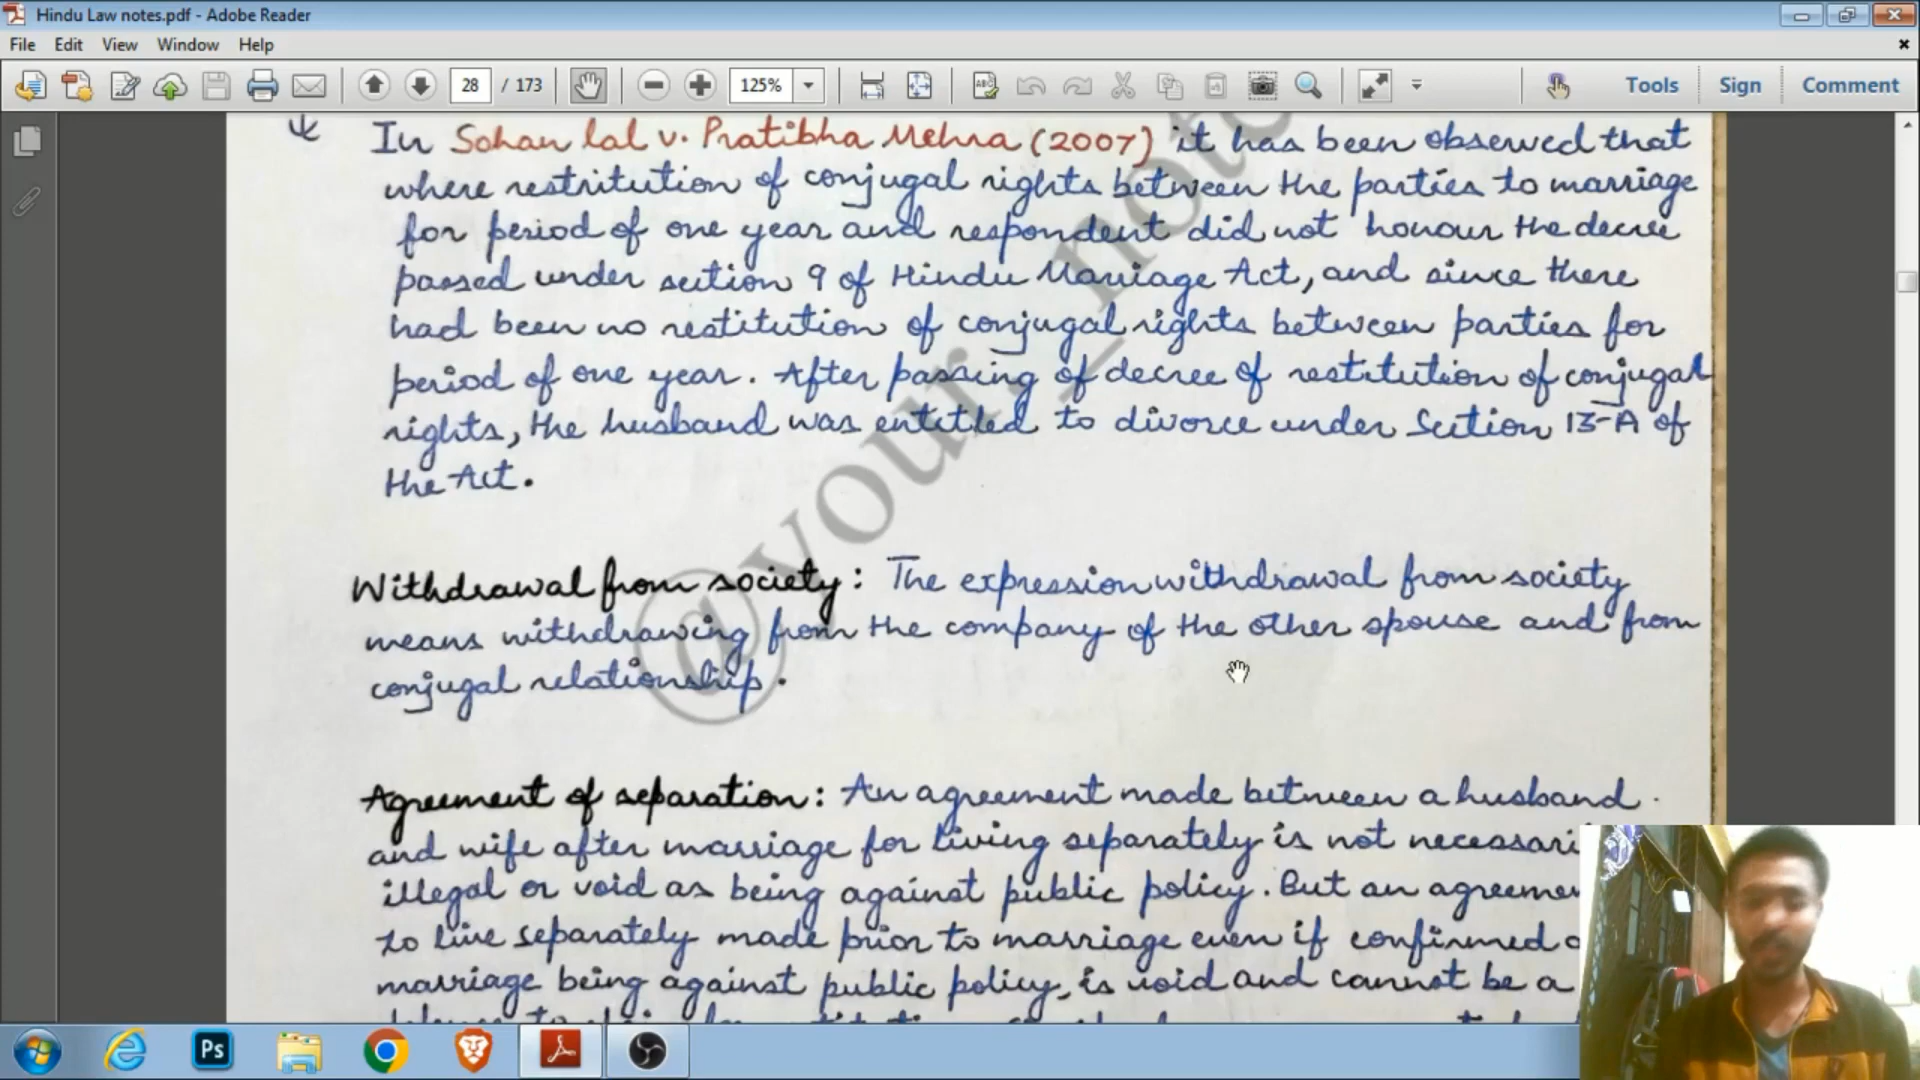 Hindu Law notes.pdf - Adobe Reader
File Edit View Window Help
28 / 173 125% Tools Sign Comment
In Sohan lal v. Pratibha Mehra (2007) it has been observed that
where restritution of conjugal rights between the parties to marriage
for period of one year and respondent did not honour the decree
passed under section 9 of Hindu Marriage Act, and since there
had been no restitution of conjugal rights between parties for
period of one year. After passing of decree of restitution of conjugal
rights, the husband was entitled to divorce under Section 13-A of
the Act.
@your_note
Withdrawal from society: The expression withdrawal from society
means withdrawing from the company of the other spouse and from
conjugal relationship.
Agreement of separation: An agreement made between a husband
and wife after marriage for living separately is not necessari
illegal or void as being against public policy. But an agreeme
to live separately made prior to marriage even if confirmed
marriage being against public policy, is void and cannot be a
Ps